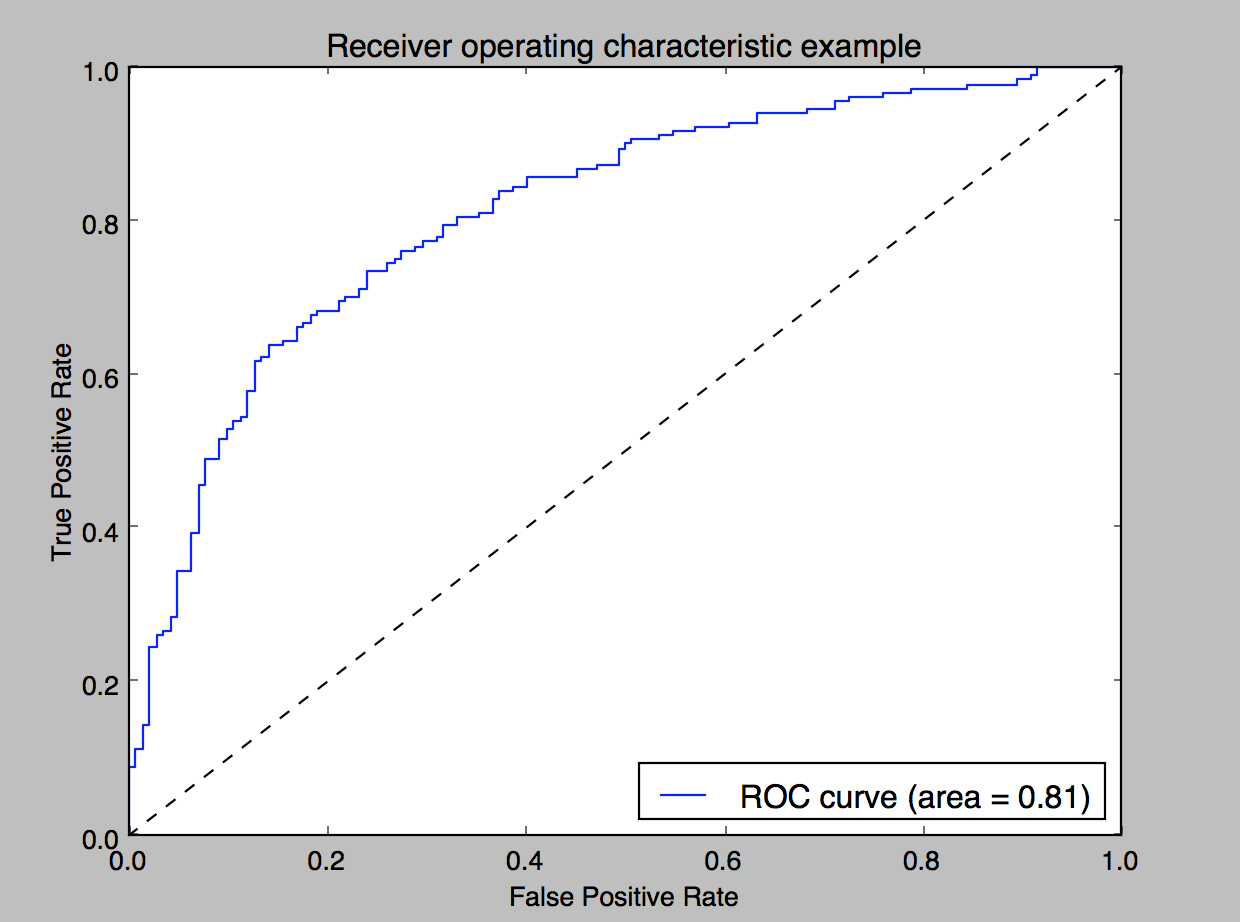 Receiver operating characteristic example
1.0
0.8
0.6
0.4
0.2
0.0
True Positive Rate
ROC curve (area = 0.81)
0.0 0.2 0.4 0.6 0.8 1.0
False Positive Rate